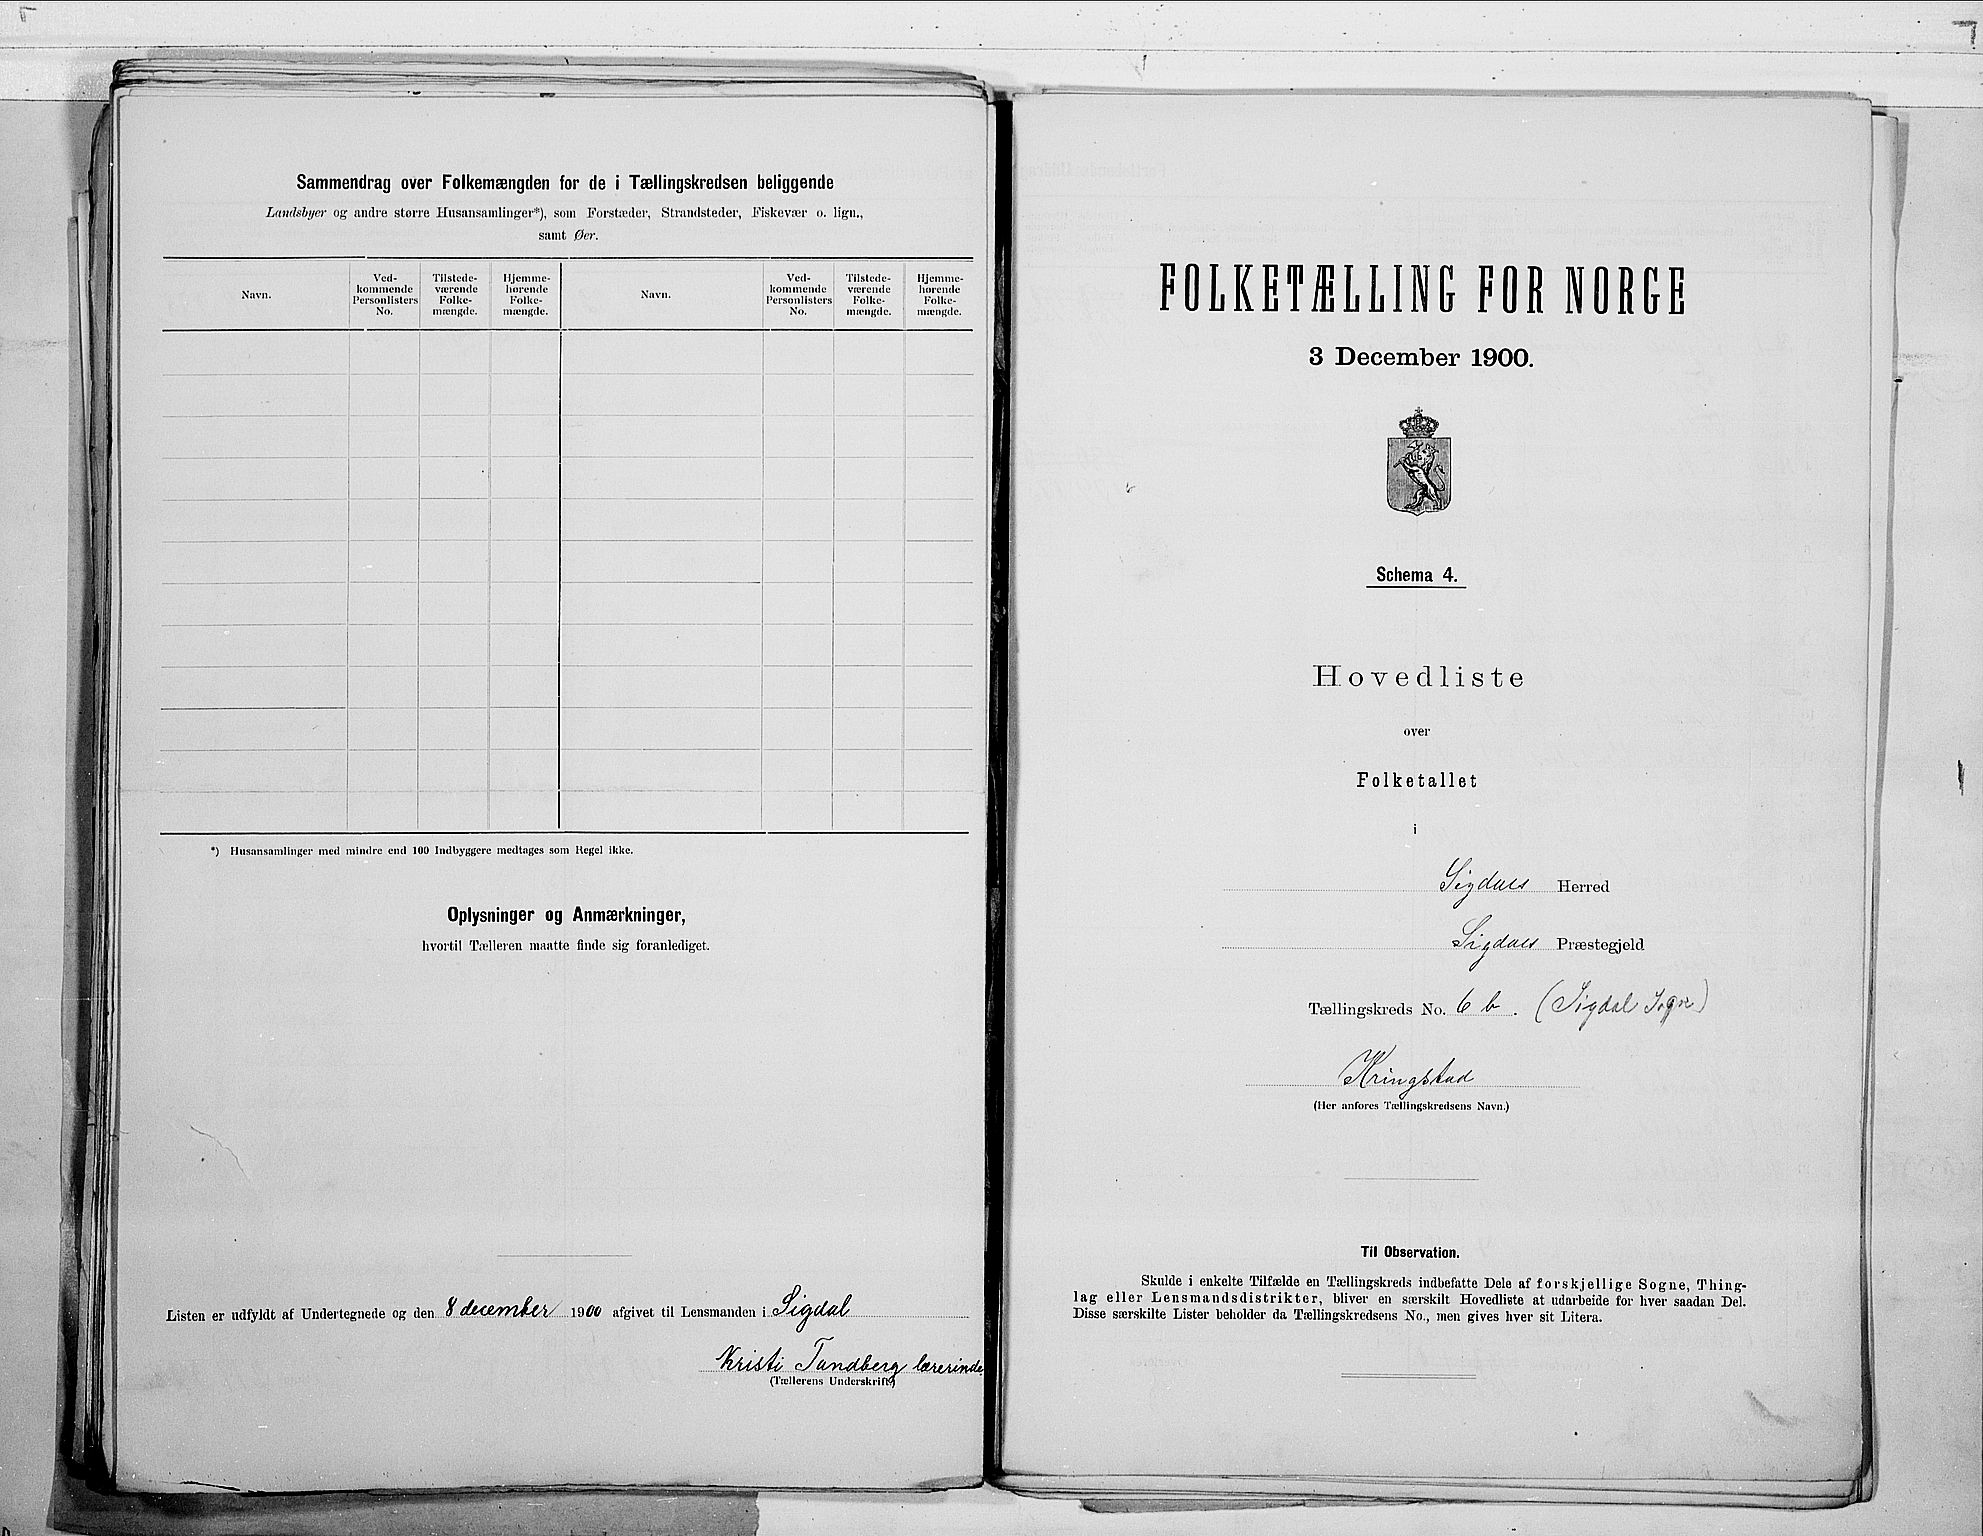 Sammendrag over Folkemængden for de i Tællingskredsen beliggende
Landsbyer og andre større Husansamlinger*), som Forstæder, Strandsteder, Fiskevær o. lign.,
samt Øer.
Navn.
Ved-
kommende
Personlisters
No.
Tilstede-
værende
Folke-
mængde.
Hjemme-
hørende
Folke-
mængde.
Navn.
Ved-
kommende
Personlisters
No.
Tilstede-
værende
Folke-
mængde.
Hjemme-
hørende
Folke-
mængde.
*) Husansamlinger med mindre end 100 Indbyggere medtages som Regel ikke.
Oplysninger og Anmærkninger,
hvortil Tælleren maatte finde sig foranlediget.
Listen er udfyldt af Undertegnede og den 8 december 1900 afgivet til Lensmanden i Sigdal
Kristi Tandberg lærerinde.
(Tællerens Underskrift.)
FOLKETÆLLING FOR NORGE
3 December 1900.
Schema 4.
Hovedliste
over
Folketallet
i
Sigdals Herred
Sigdals Præstegjeld
Tællingskreds No. 6 b. (Sigdal Sogn)
Kringstad
(Her anføres Tællingskredsens Navn.)
Til Observation.
Skulde i enkelte Tilfælde en Tællingskreds indbefatte Dele af forskjellige Sogne, Thing-
lag eller Lensmandsdistrikter, bliver en særskilt Hovedliste at udarbeide for hver saadan Del.
Disse særskilte Lister beholder da Tællingskredsens No., men gives hver sit Litera.